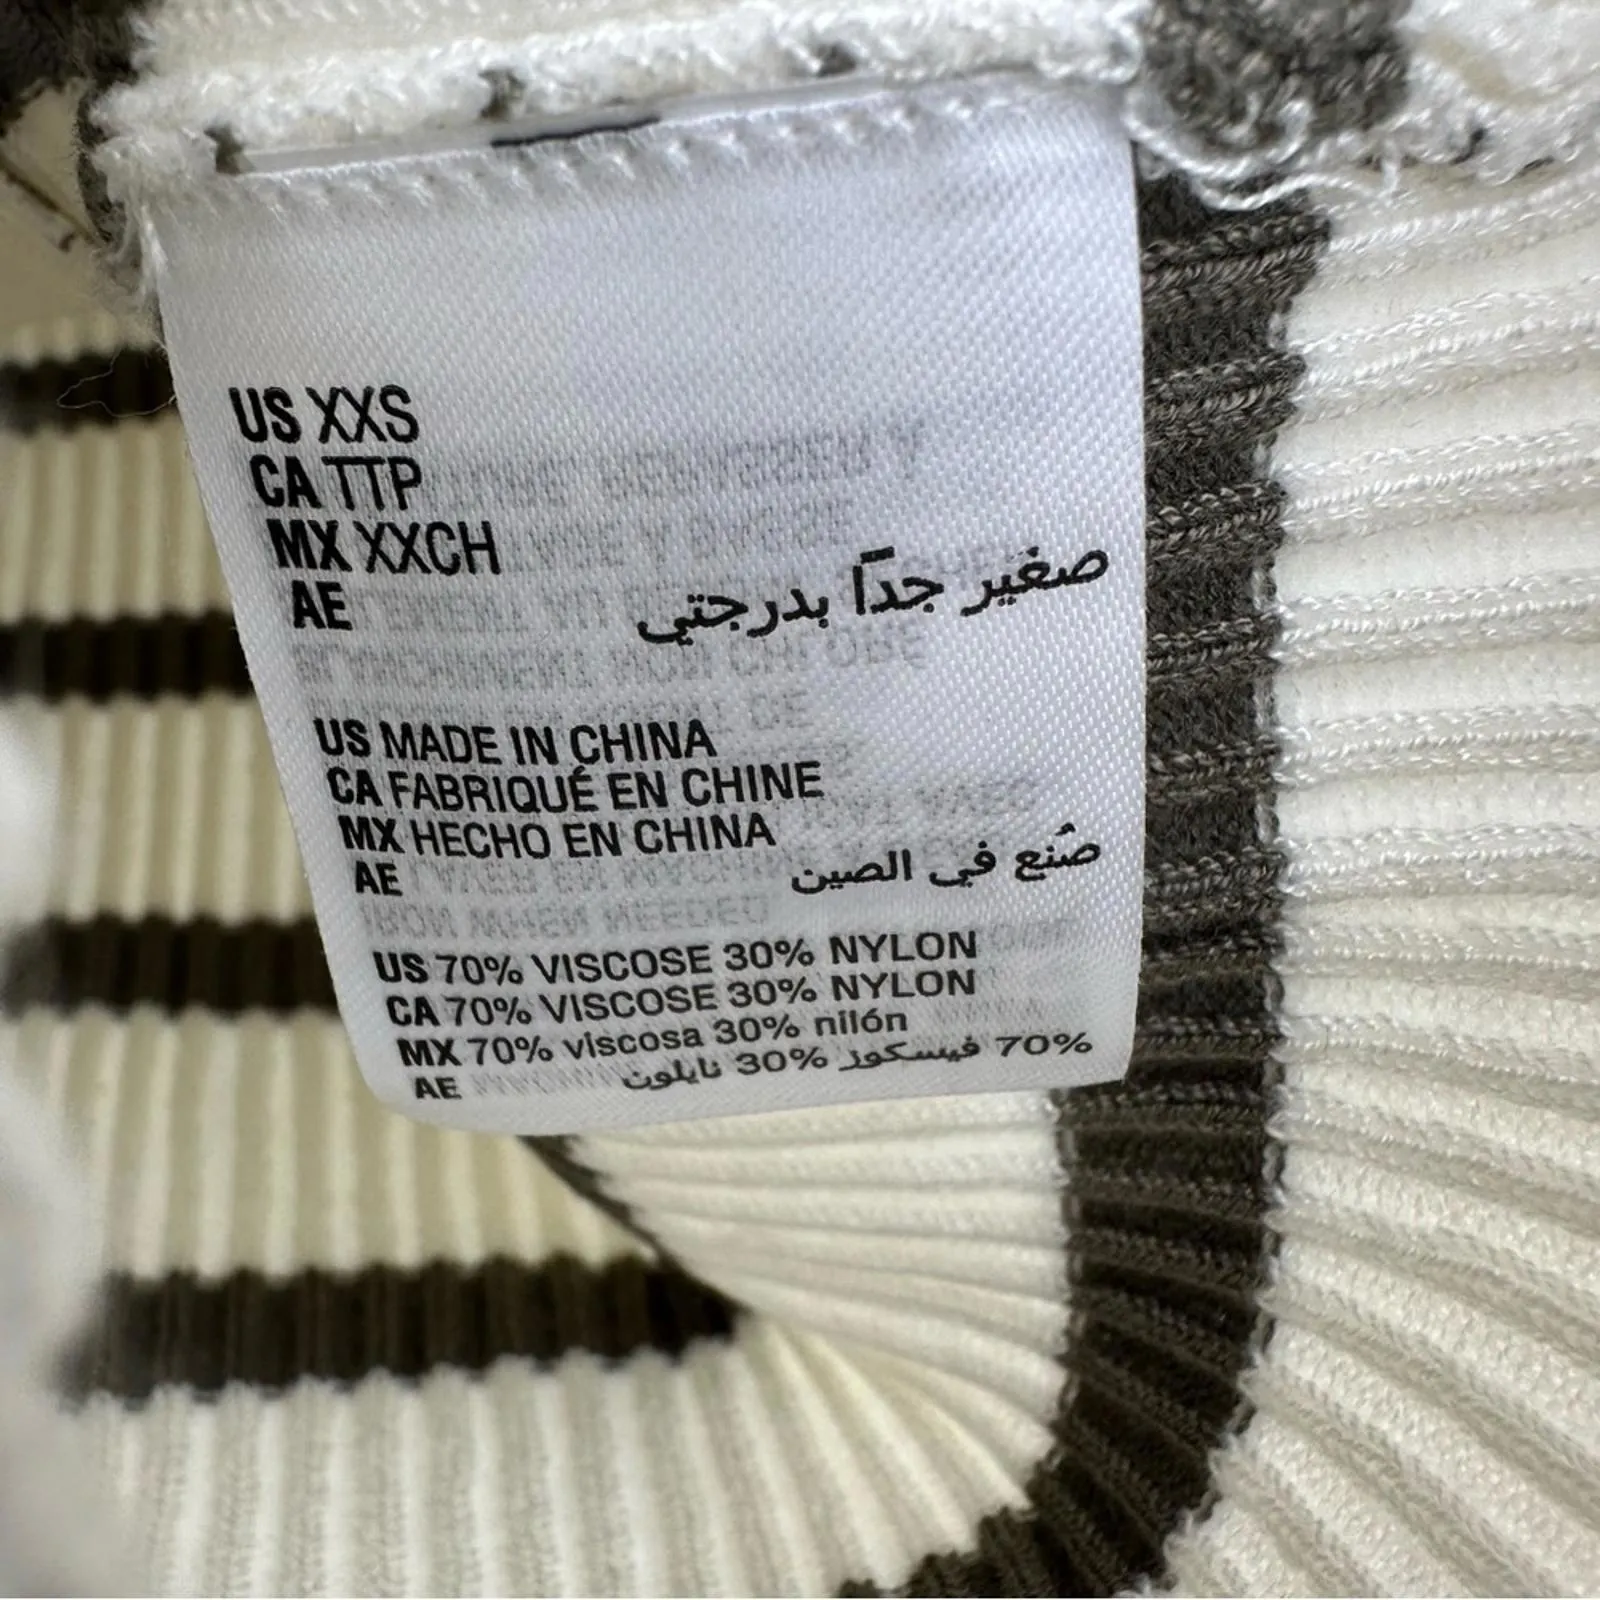 US XXS
CA TTP
MX XXCH
AE صغير جدًا بدرجتي
US MADE IN CHINA
CA FABRIQUÉ EN CHINE
MX HECHO EN CHINA
AE صُنع في الصين
US 70% VISCOSE 30% NYLON
CA 70% VISCOSE 30% NYLON
MX 70% viscosa 30% nilón
AE 70% فيسكوز 30% نايلون